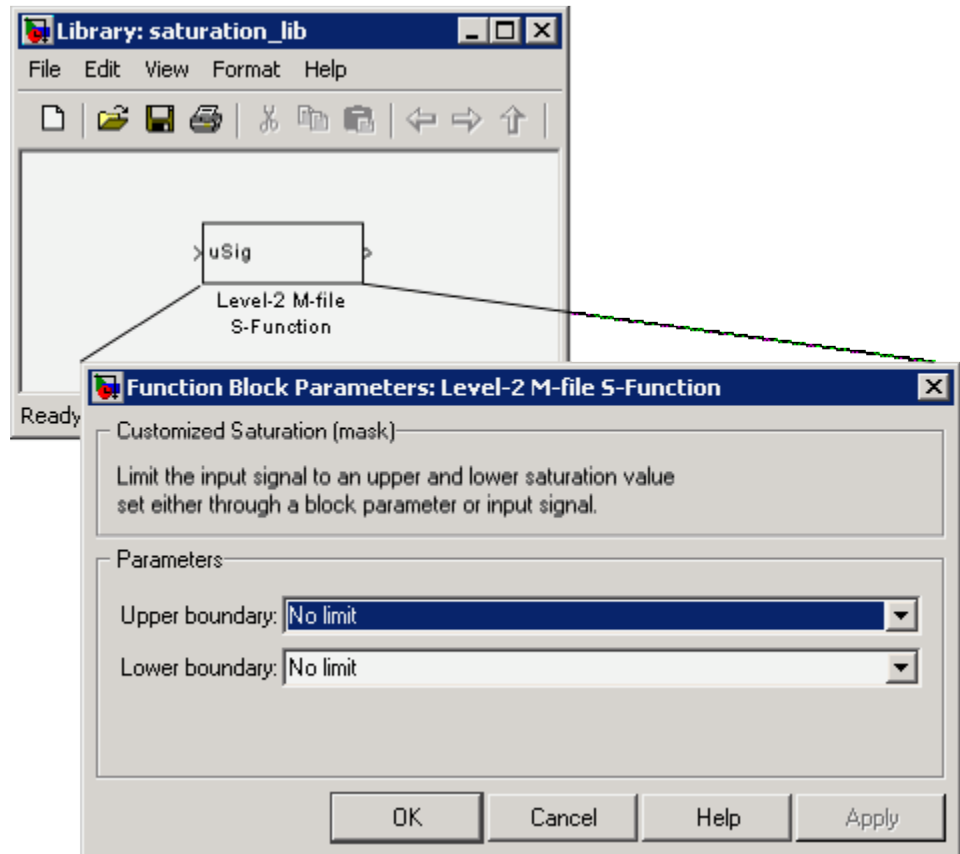 Library: saturation_lib
File Edit View Format Help
uSig
Level-2 M-file
S-Function
Ready
Function Block Parameters: Level-2 M-file S-Function
Customized Saturation (mask)
Limit the input signal to an upper and lower saturation value
set either through a block parameter or input signal.
Parameters
Upper boundary: No limit
Lower boundary: No limit
OK Cancel Help Apply